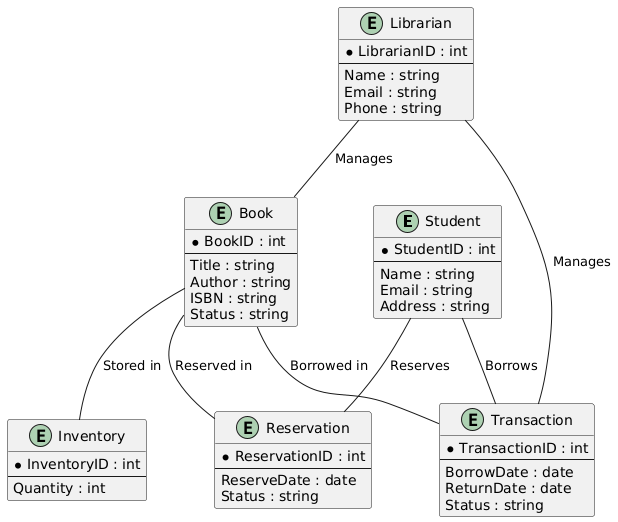 E Librarian
* LibrarianID : int
Name : string
Email : string
Phone : string
Manages
E Book
* BookID : int
Title : string
Author : string
ISBN : string
Status : string
E Student
* StudentID : int
Name : string
Email : string
Address : string
Manages
Stored in
Reserved in
Borrowed in
Reserves
Borrows
E Inventory
* InventoryID : int
Quantity : int
E Reservation
* ReservationID : int
ReserveDate : date
Status : string
E Transaction
* TransactionID : int
BorrowDate : date
ReturnDate : date
Status : string